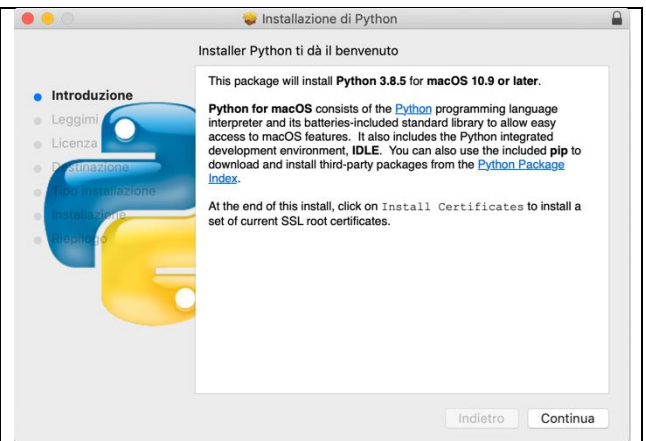 Installazione di Python
Installer Python ti dà il benvenuto
Introduzione
Leggimi
Licenza
Destinazione
Tipo installazione
Installazione
Riepilogo
This package will install Python 3.8.5 for macOS 10.9 or later.
Python for macOS consists of the Python programming language
interpreter and its batteries-included standard library to allow easy
access to macOS features. It also includes the Python integrated
development environment, IDLE. You can also use the included pip to
download and install third-party packages from the Python Package
Index.
At the end of this install, click on Install Certificates to install a
set of current SSL root certificates.
Indietro
Continua